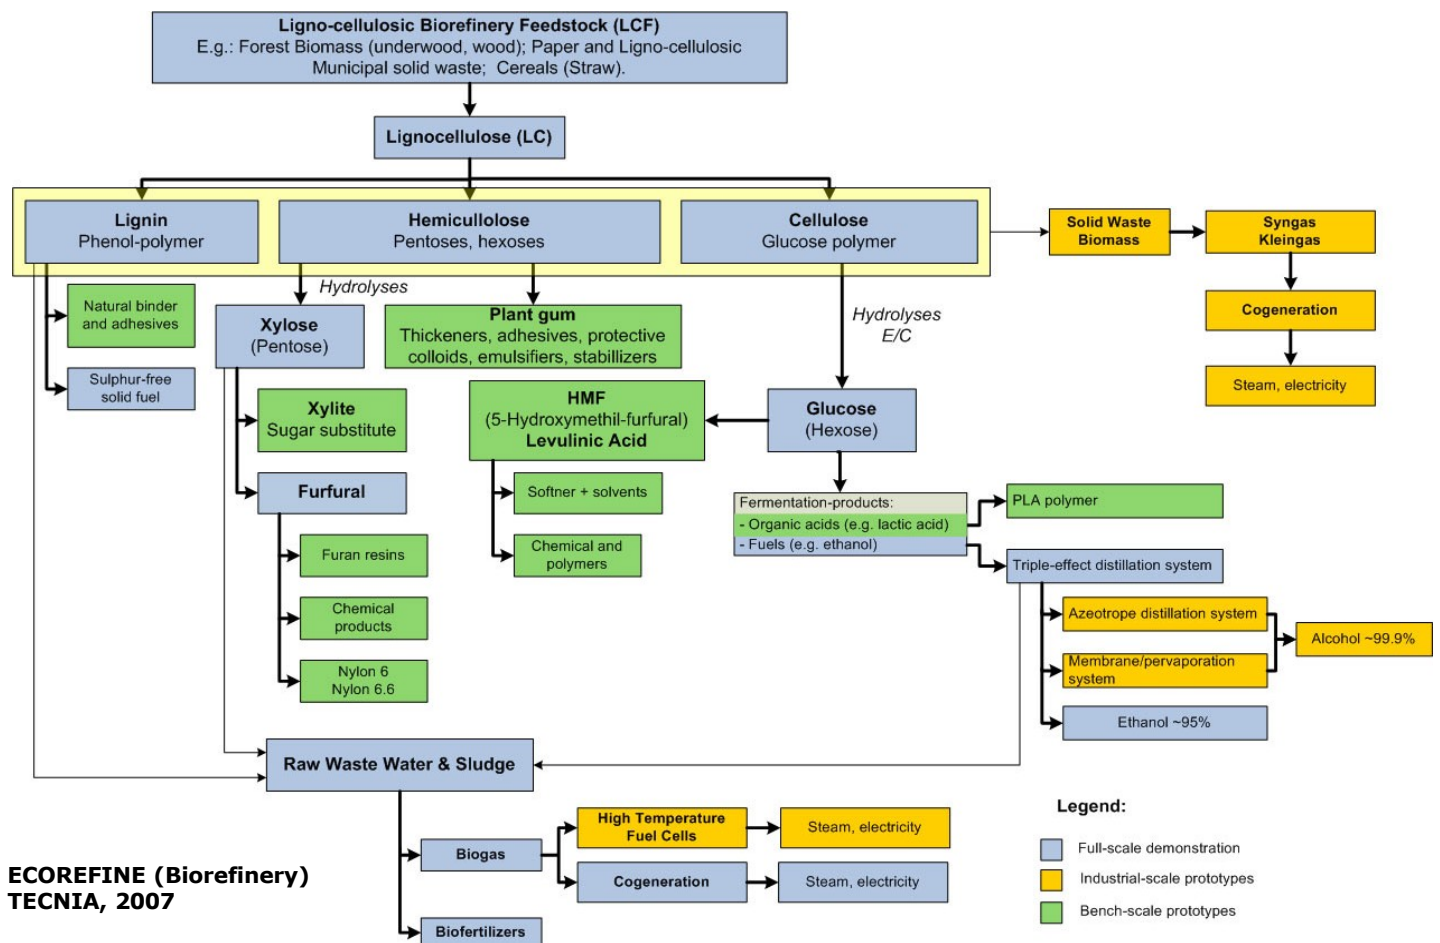 Ligno-cellulosic Biorefinery Feedstock (LCF)
E.g.: Forest Biomass (underwood, wood); Paper and Ligno-cellulosic
Municipal solid waste;  Cereals (Straw).
Lignocellulose (LC)
Lignin
Phenol-polymer
Hemicullolose
Pentoses, hexoses
Cellulose
Glucose polymer
Solid Waste
Biomass
Syngas
Kleingas
Cogeneration
Steam, electricity
Hydrolyses
Hydrolyses
E/C
Natural binder
and adhesives
Sulphur-free
solid fuel
Xylose
(Pentose)
Plant gum
Thickeners, adhesives, protective
colloids, emulsifiers, stabillizers
Xylite
Sugar substitute
HMF
(5-Hydroxymethil-furfural)
Levulinic Acid
Glucose
(Hexose)
Furfural
Softner + solvents
Chemical and
polymers
Fermentation-products:
- Organic acids (e.g. lactic acid)
- Fuels (e.g. ethanol)
PLA polymer
Triple-effect distillation system
Furan resins
Chemical
products
Nylon 6
Nylon 6.6
Azeotrope distillation system
Membrane/pervaporation
system
Alcohol ~99.9%
Ethanol ~95%
Raw Waste Water & Sludge
Biogas
High Temperature
Fuel Cells
Steam, electricity
Cogeneration
Steam, electricity
Biofertilizers
Legend:
Full-scale demonstration
Industrial-scale prototypes
Bench-scale prototypes
ECOREFINE (Biorefinery)
TECNIA, 2007